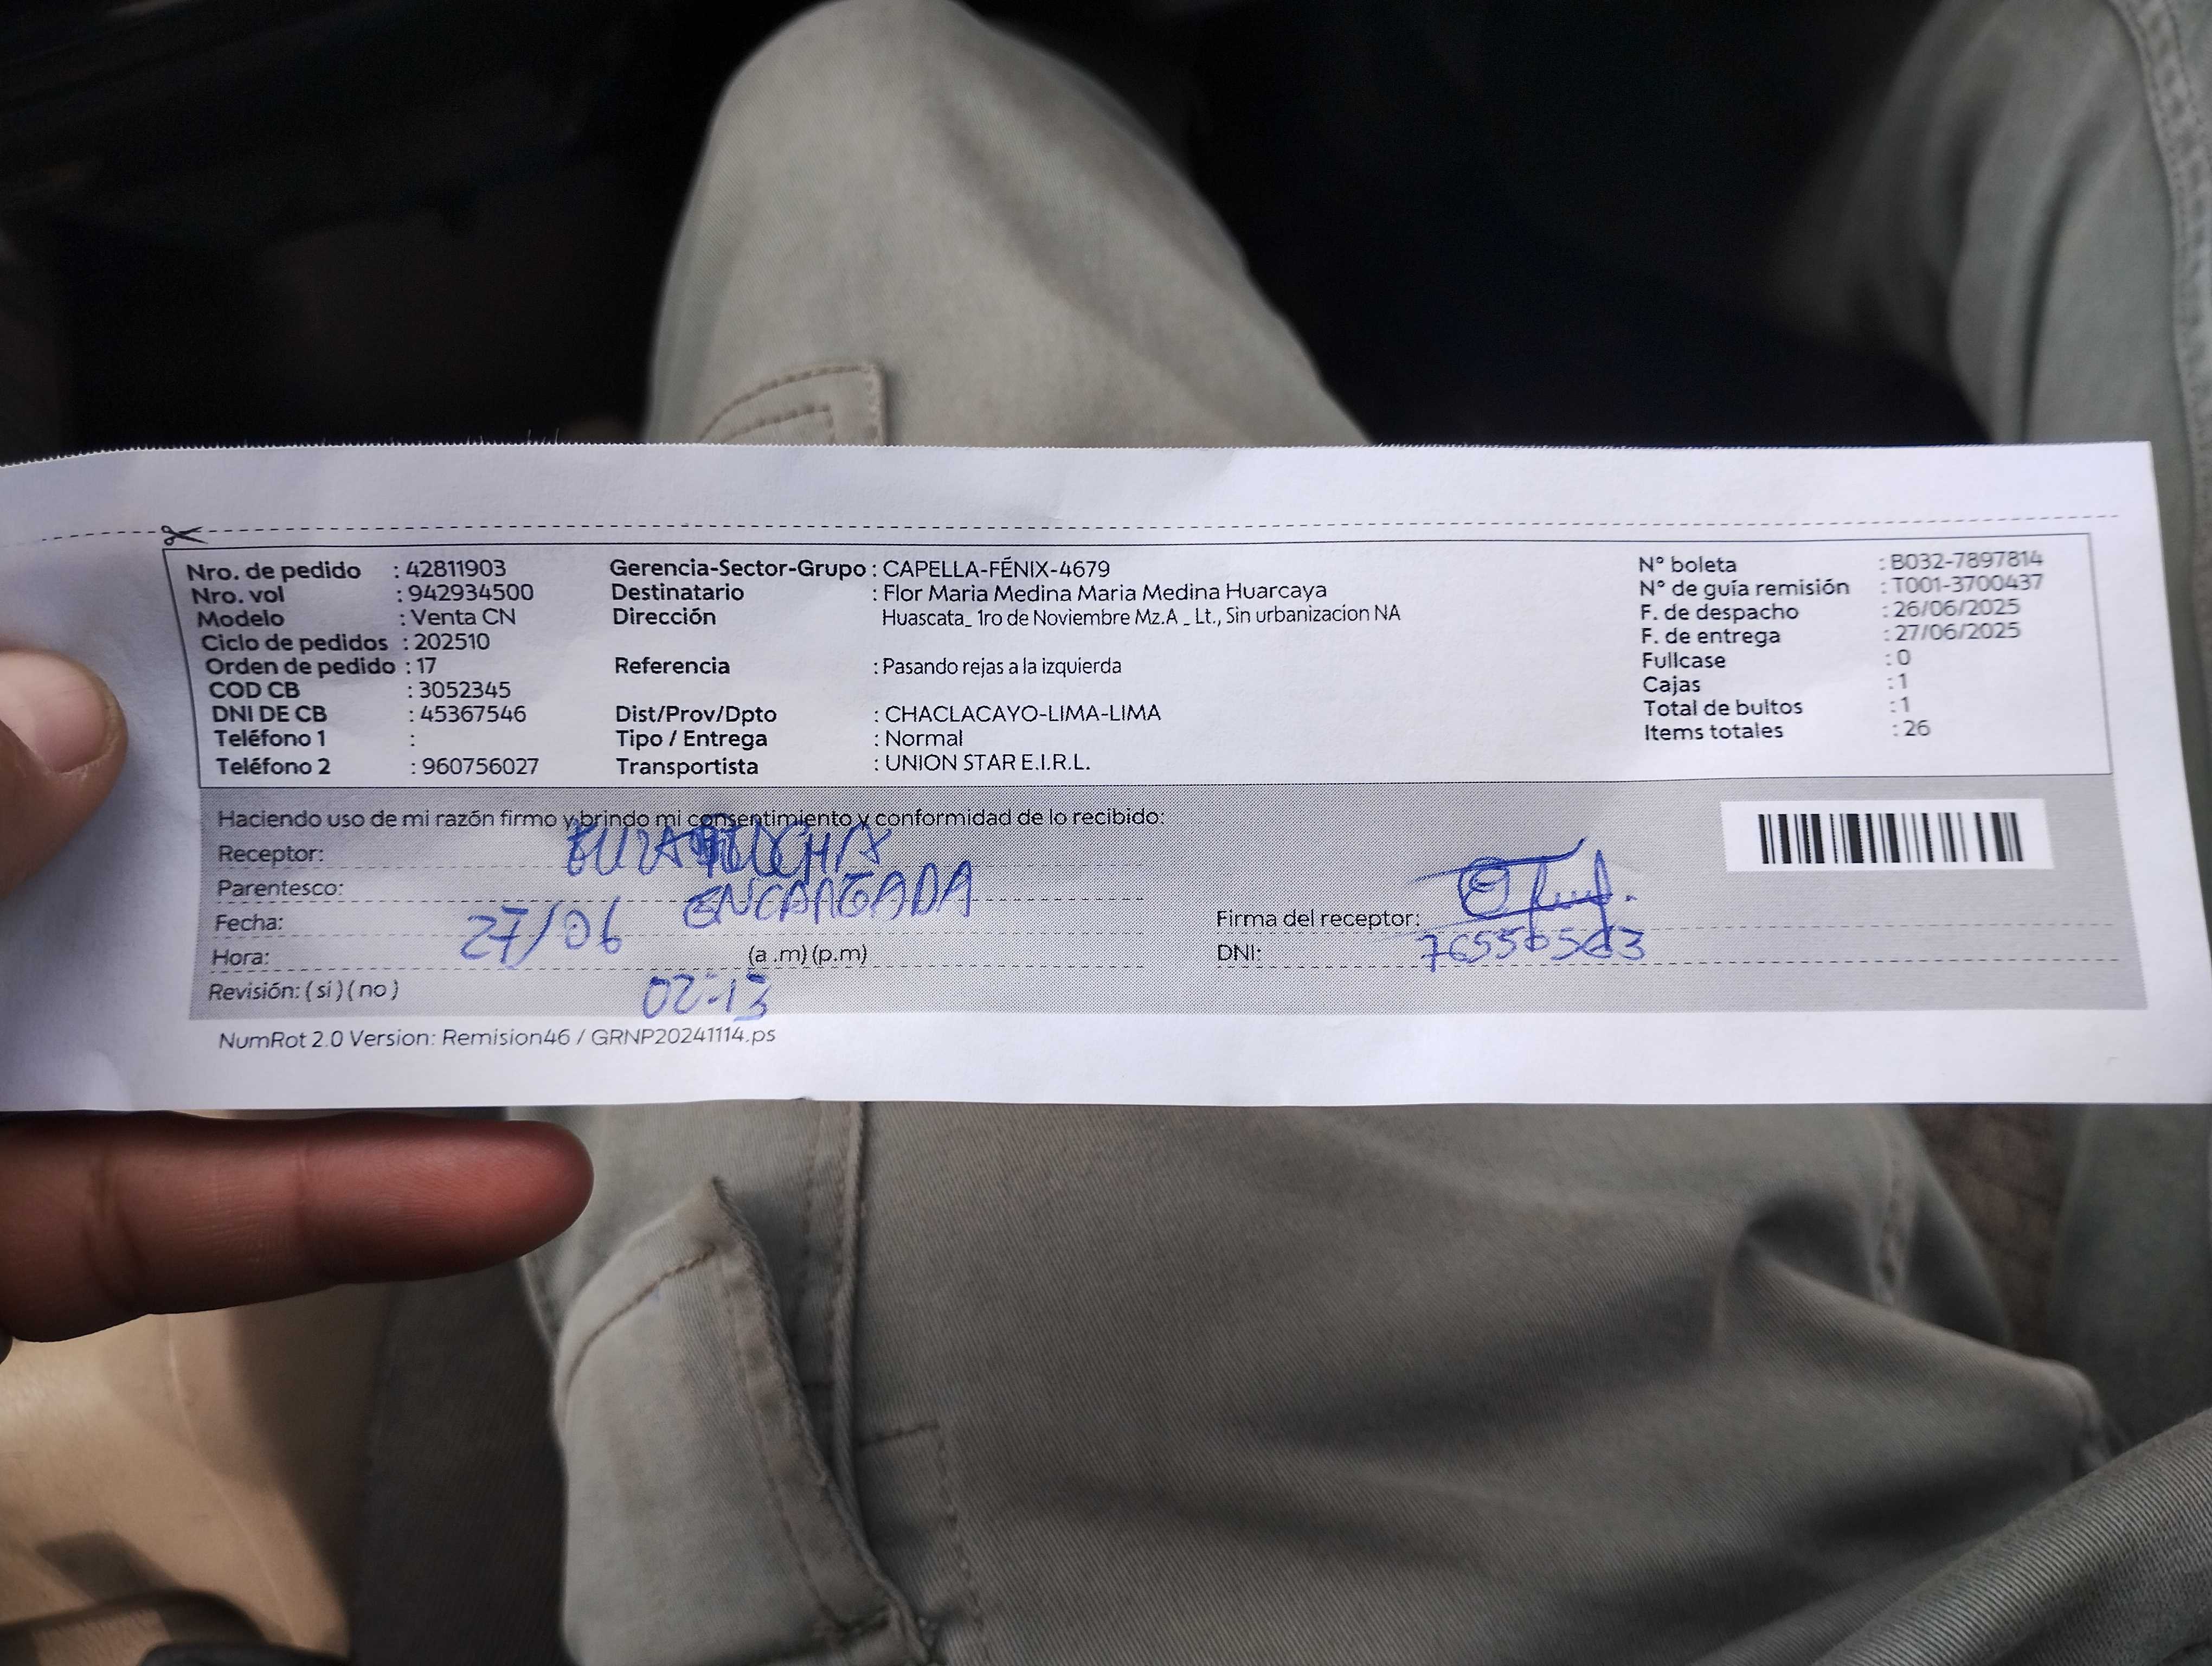 Nro. de pedido : 42811903
Nro. vol : 942934500
Modelo : Venta CN
Ciclo de pedidos : 202510
Orden de pedido : 17
COD CB : 3052345
DNI DE CB : 45367546
Teléfono 1 :
Teléfono 2 : 960756027
Gerencia-Sector-Grupo : CAPELLA-FÉNIX-4679
Destinatario : Flor Maria Medina Maria Medina Huarcaya
Dirección Huascata_ 1ro de Noviembre Mz.A _ Lt., Sin urbanizacion NA
Referencia : Pasando rejas a la izquierda
Dist/Prov/Dpto : CHACLACAYO-LIMA-LIMA
Tipo / Entrega : Normal
Transportista : UNION STAR E.I.R.L.
N° boleta : B032-7897814
N° de guía remisión : T001-3700437
F. de despacho : 26/06/2025
F. de entrega : 27/06/2025
Fullcase : 0
Cajas : 1
Total de bultos : 1
Items totales : 26
Haciendo uso de mi razón firmo y brindo mi consentimiento y conformidad de lo recibido:
Receptor:
Parentesco: ENCARGADA
Fecha: 27/06
Hora: (a .m) (p.m)
02-13
Revisión: ( si ) ( no )
Firma del receptor:
DNI:
NumRot 2.0 Version: Remision46 / GRNP20241114.ps